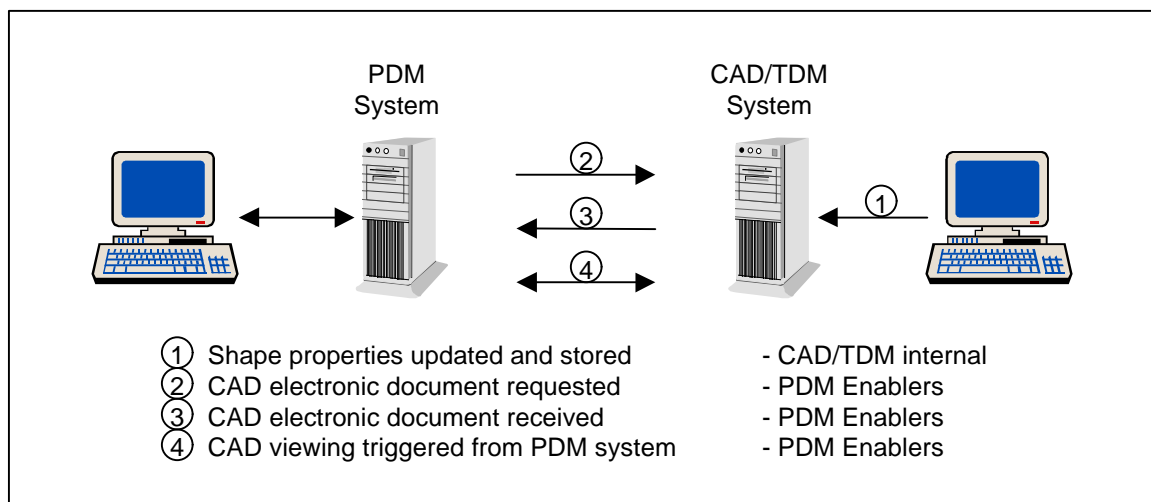 PDM
System
CAD/TDM
System
2
3
1
4
1 Shape properties updated and stored - CAD/TDM internal
2 CAD electronic document requested - PDM Enablers
3 CAD electronic document received - PDM Enablers
4 CAD viewing triggered from PDM system - PDM Enablers